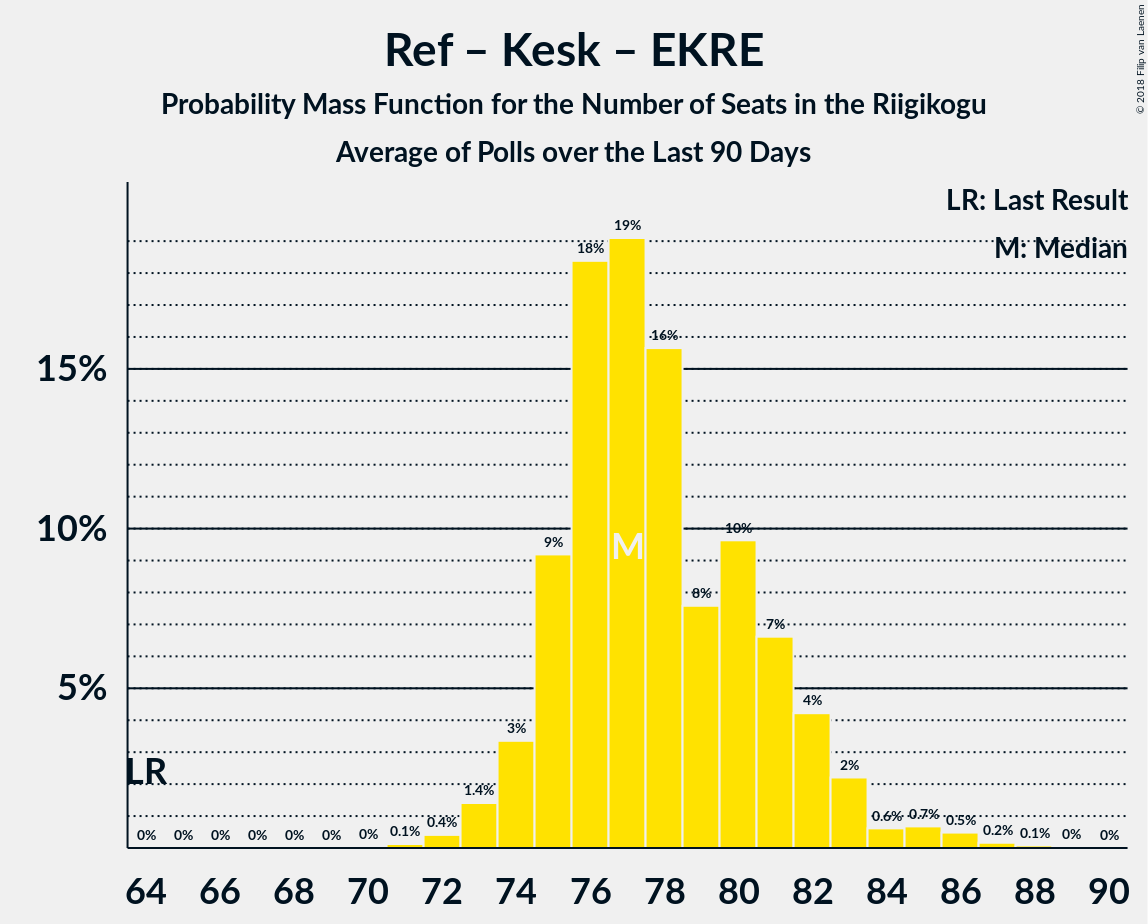 Ref – Kesk – EKRE
Probability Mass Function for the Number of Seats in the Riigikogu
Average of Polls over the Last 90 Days
© 2018 Filip van Laenen
LR: Last Result
M: Median
19%
18%
16%
15%
10%
10%
9%
M
8%
7%
5%
4%
3%
2%
LR
1.4%
0% 0% 0% 0% 0% 0% 0% 0.1% 0.4% 0.6% 0.7% 0.5% 0.2% 0.1% 0% 0%
64 66 68 70 72 74 76 78 80 82 84 86 88 90